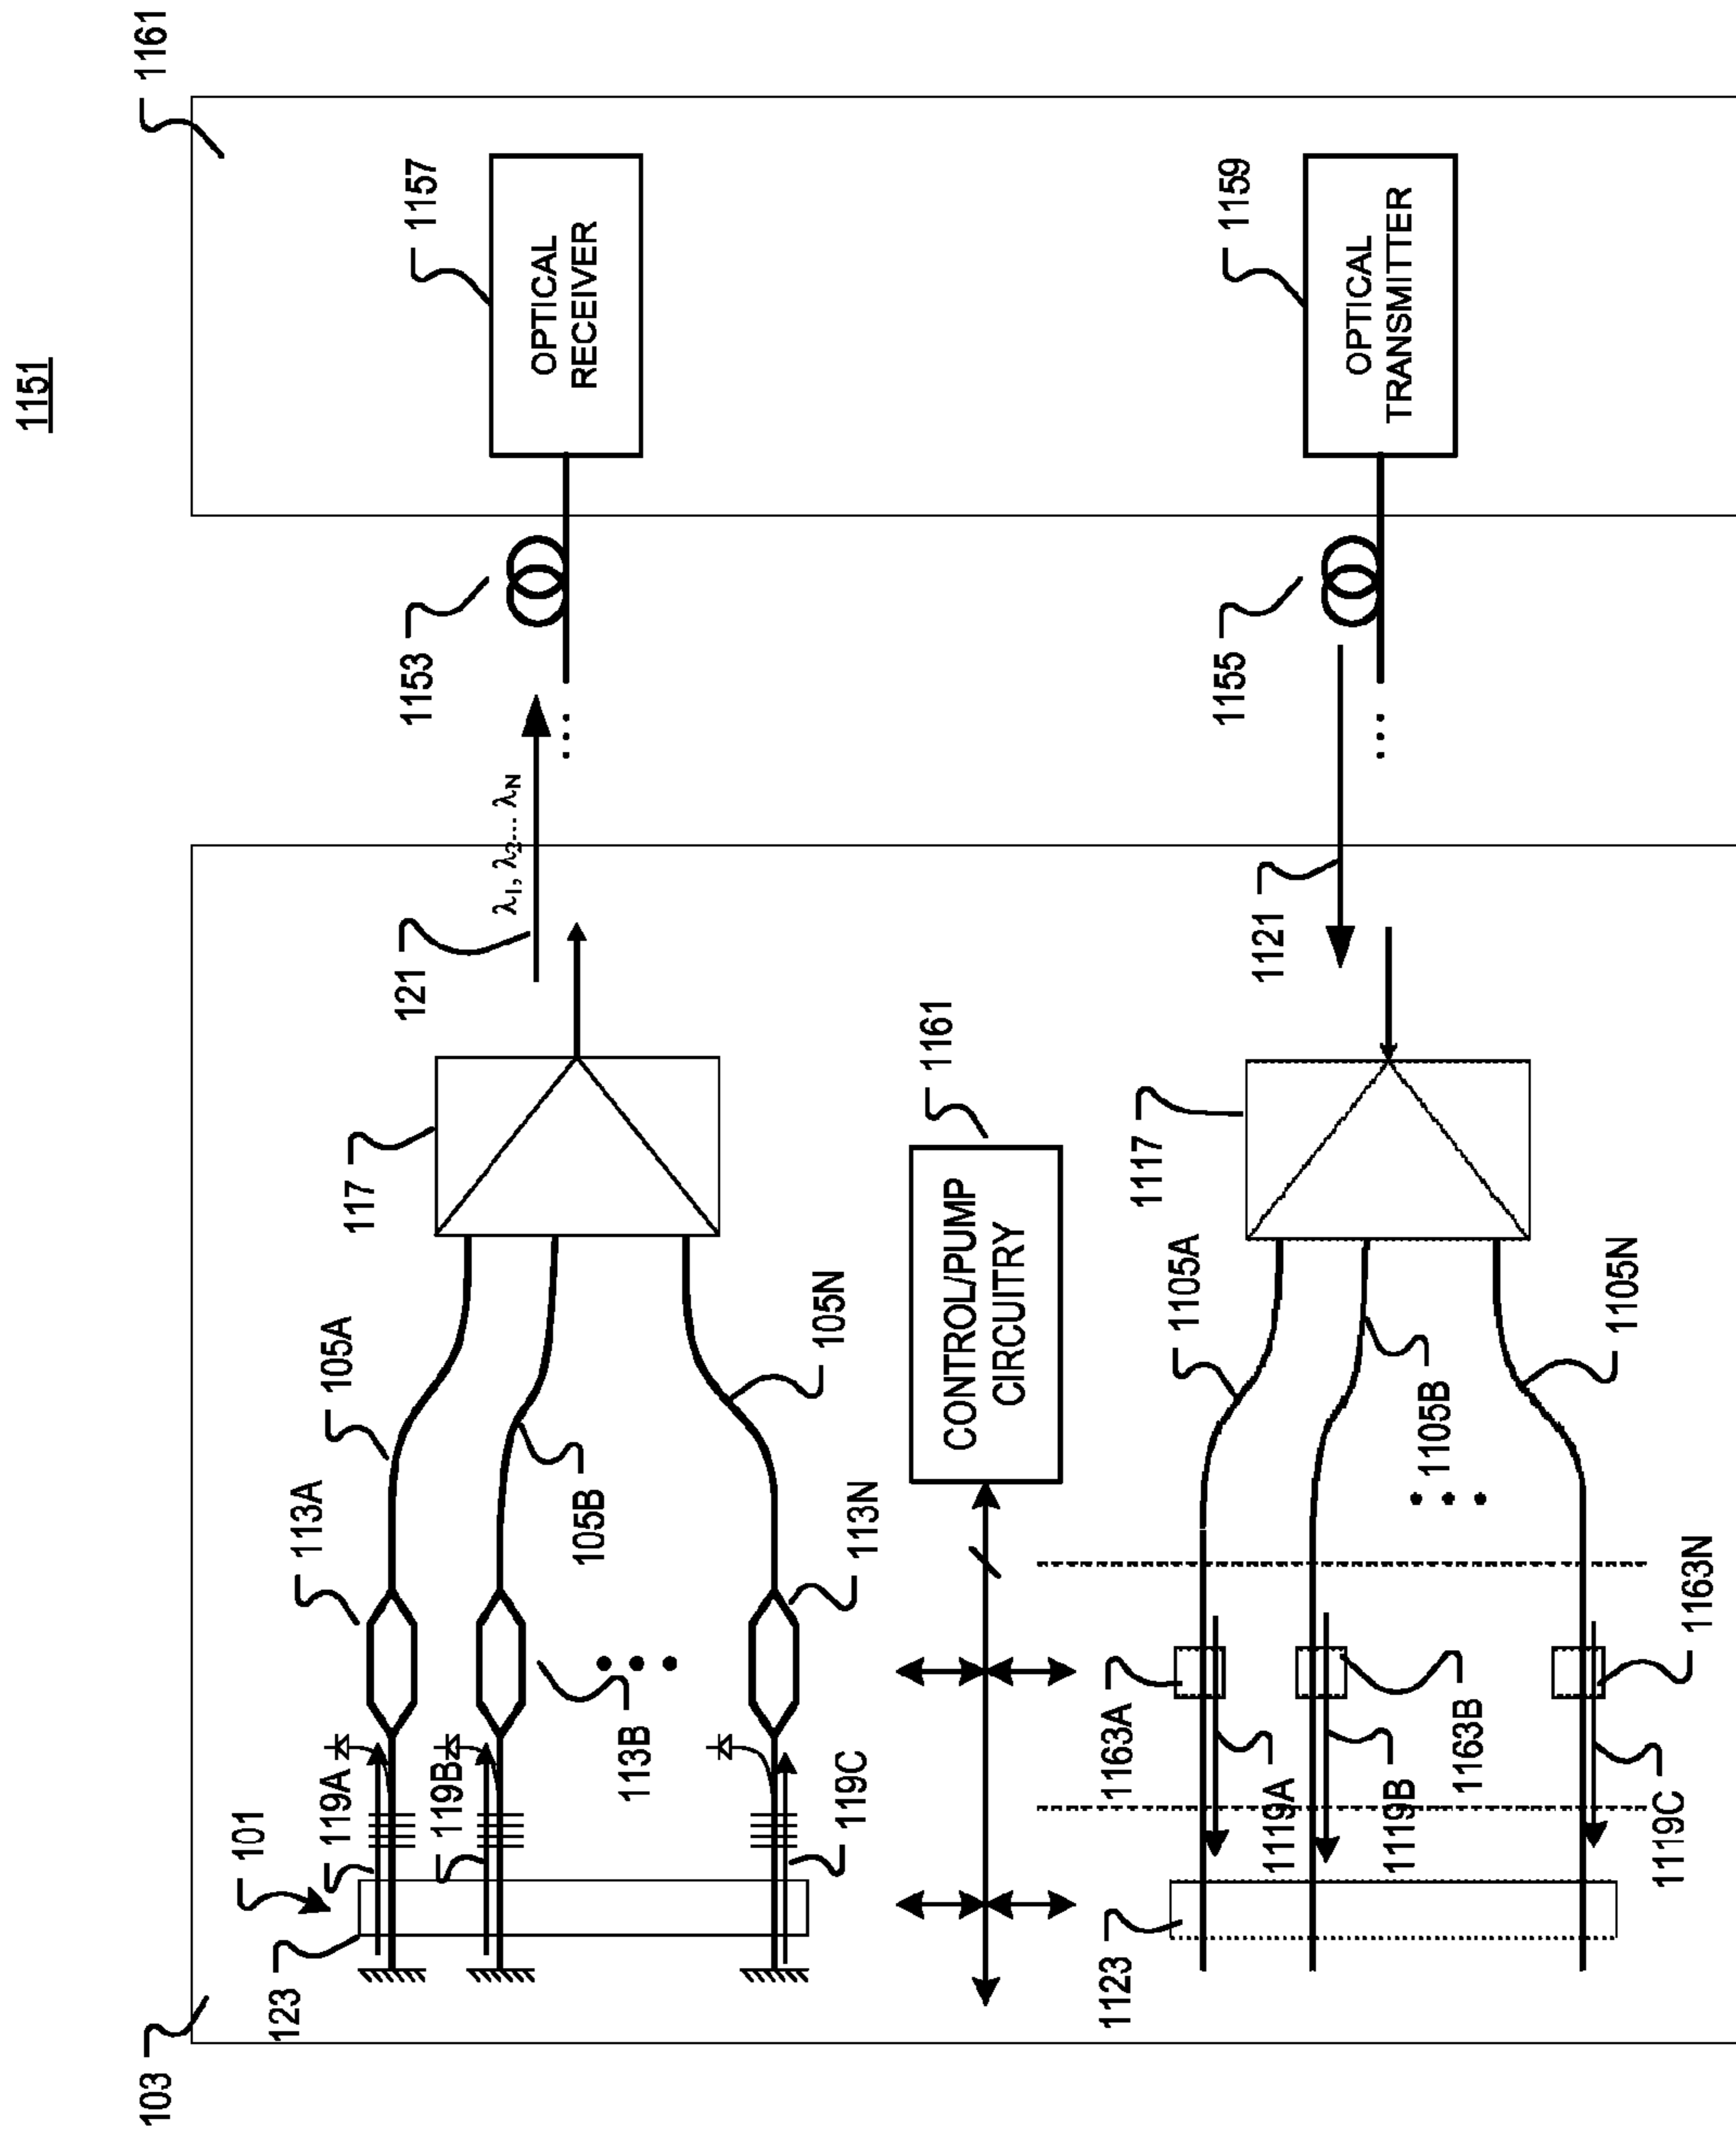 1151
103
101
123
119A
119B
119C
113A
113B
113N
105A
105B
105N
117
121
λ1, λ2... λN
...
1153
1161
1157
OPTICAL
RECEIVER
CONTROL/PUMP
CIRCUITRY
1161
1123
1119A
1119B
1119C
1163A
1163B
1163N
1105A
1105B
1105N
1117
1121
...
1155
1159
OPTICAL
TRANSMITTER